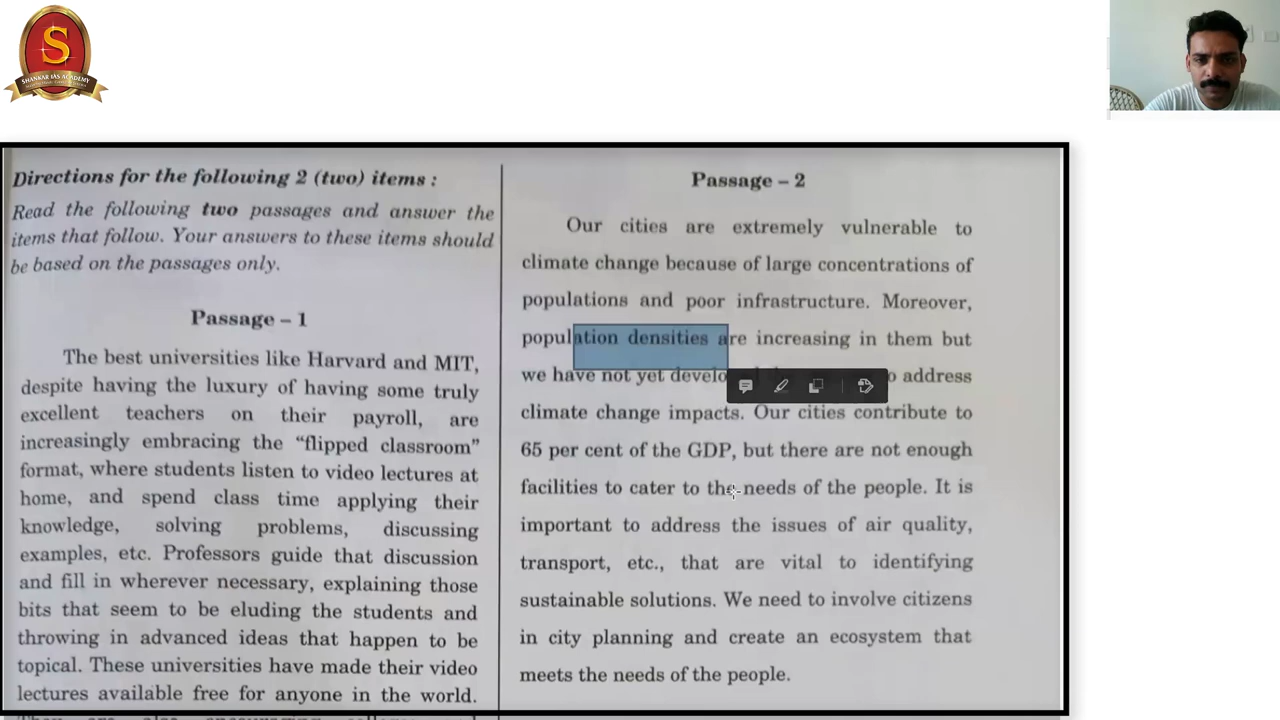 S
SHANKAR IAS ACADEMY
Directions for the following 2 (two) items :
Read the following two passages and answer the
items that follow. Your answers to these items should
be based on the passages only.
Passage – 1
The best universities like Harvard and MIT,
despite having the luxury of having some truly
excellent teachers on their payroll, are
increasingly embracing the “flipped classroom”
format, where students listen to video lectures at
home, and spend class time applying their
knowledge, solving problems, discussing
examples, etc. Professors guide that discussion
and fill in wherever necessary, explaining those
bits that seem to be eluding the students and
throwing in advanced ideas that happen to be
topical. These universities have made their video
lectures available free for anyone in the world.
Passage – 2
Our cities are extremely vulnerable to
climate change because of large concentrations of
populations and poor infrastructure. Moreover,
population densities are increasing in them but
we have not yet address
climate change impacts. Our cities contribute to
65 per cent of the GDP, but there are not enough
facilities to cater to the needs of the people. It is
important to address the issues of air quality,
transport, etc., that are vital to identifying
sustainable solutions. We need to involve citizens
in city planning and create an ecosystem that
meets the needs of the people.